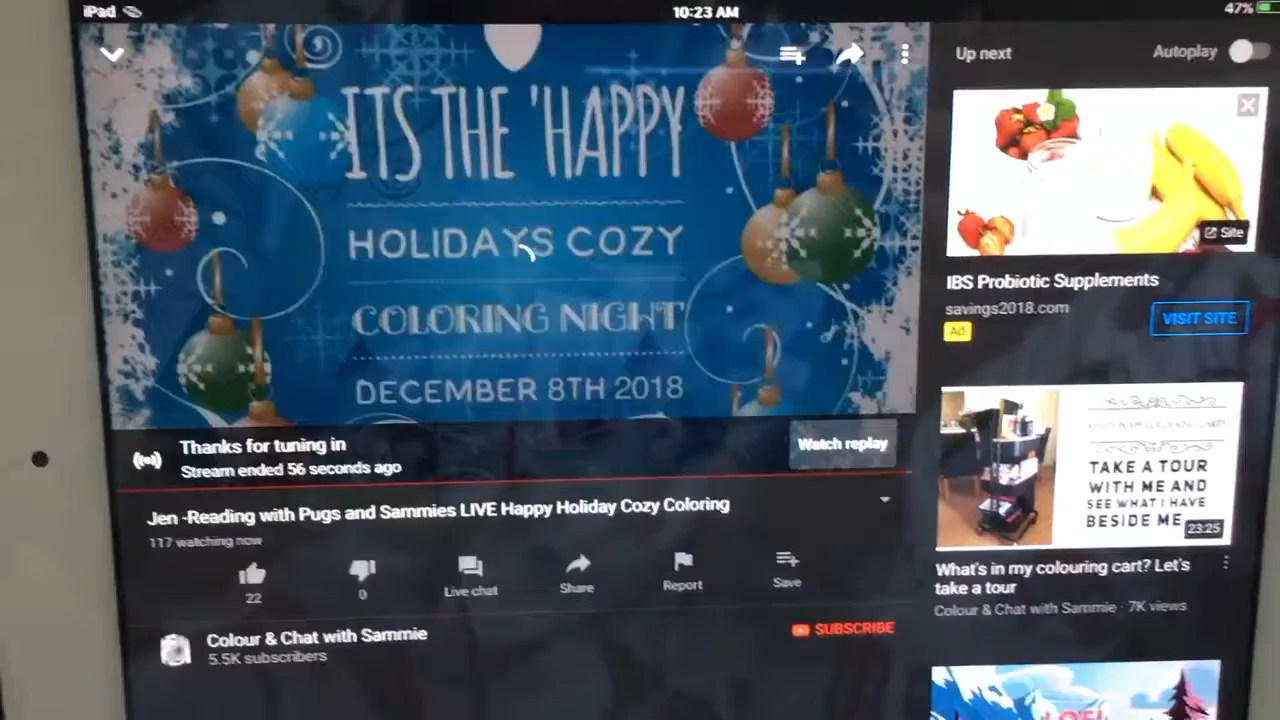 iPad
10:23 AM
47%
ITS THE 'HAPPY
HOLIDAYS COZY
COLORING NIGHT
DECEMBER 8TH 2018
Thanks for tuning in
Stream ended 56 seconds ago
Watch replay
Jen -Reading with Pugs and Sammies LIVE Happy Holiday Cozy Coloring
117 watching now
22
0
Live chat
Share
Report
Save
Colour & Chat with Sammie
5.5K subscribers
SUBSCRIBE
Up next
Autoplay
Site
IBS Probiotic Supplements
savings2018.com
Ad
VISIT SITE
TAKE A TOUR
WITH ME AND
SEE WHAT I HAVE
BESIDE ME
23:25
What's in my colouring cart? Let's
take a tour
Colour & Chat with Sammie · 7K views
LOFI